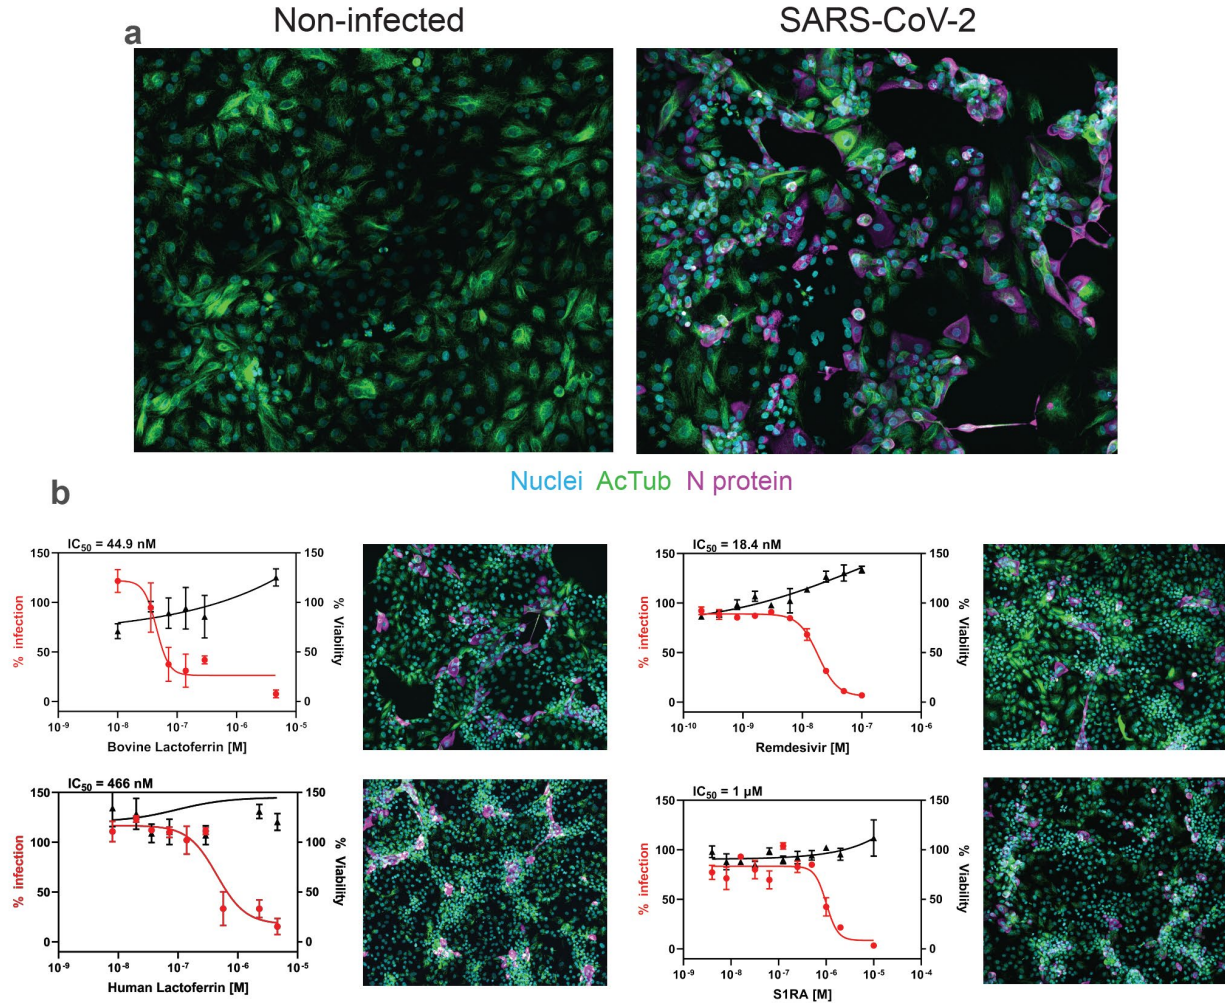 a
Non-infected
SARS-CoV-2
Nuclei AcTub N protein
b
IC50 = 44.9 nM
150
100
50
0
% infection
150
100
50
0
% Viability
10-9 10-8 10-7 10-6 10-5
Bovine Lactoferrin [M]
IC50 = 18.4 nM
150
100
50
0
% infection
150
100
50
0
% Viability
10-10 10-9 10-8 10-7 10-6
Remdesivir [M]
IC50 = 466 nM
150
100
50
0
% infection
150
100
50
0
% Viability
10-9 10-8 10-7 10-6 10-5
Human Lactoferrin [M]
IC50 = 1 µM
150
100
50
0
% infection
150
100
50
0
% Viability
10-9 10-8 10-7 10-6 10-5 10-4
S1RA [M]